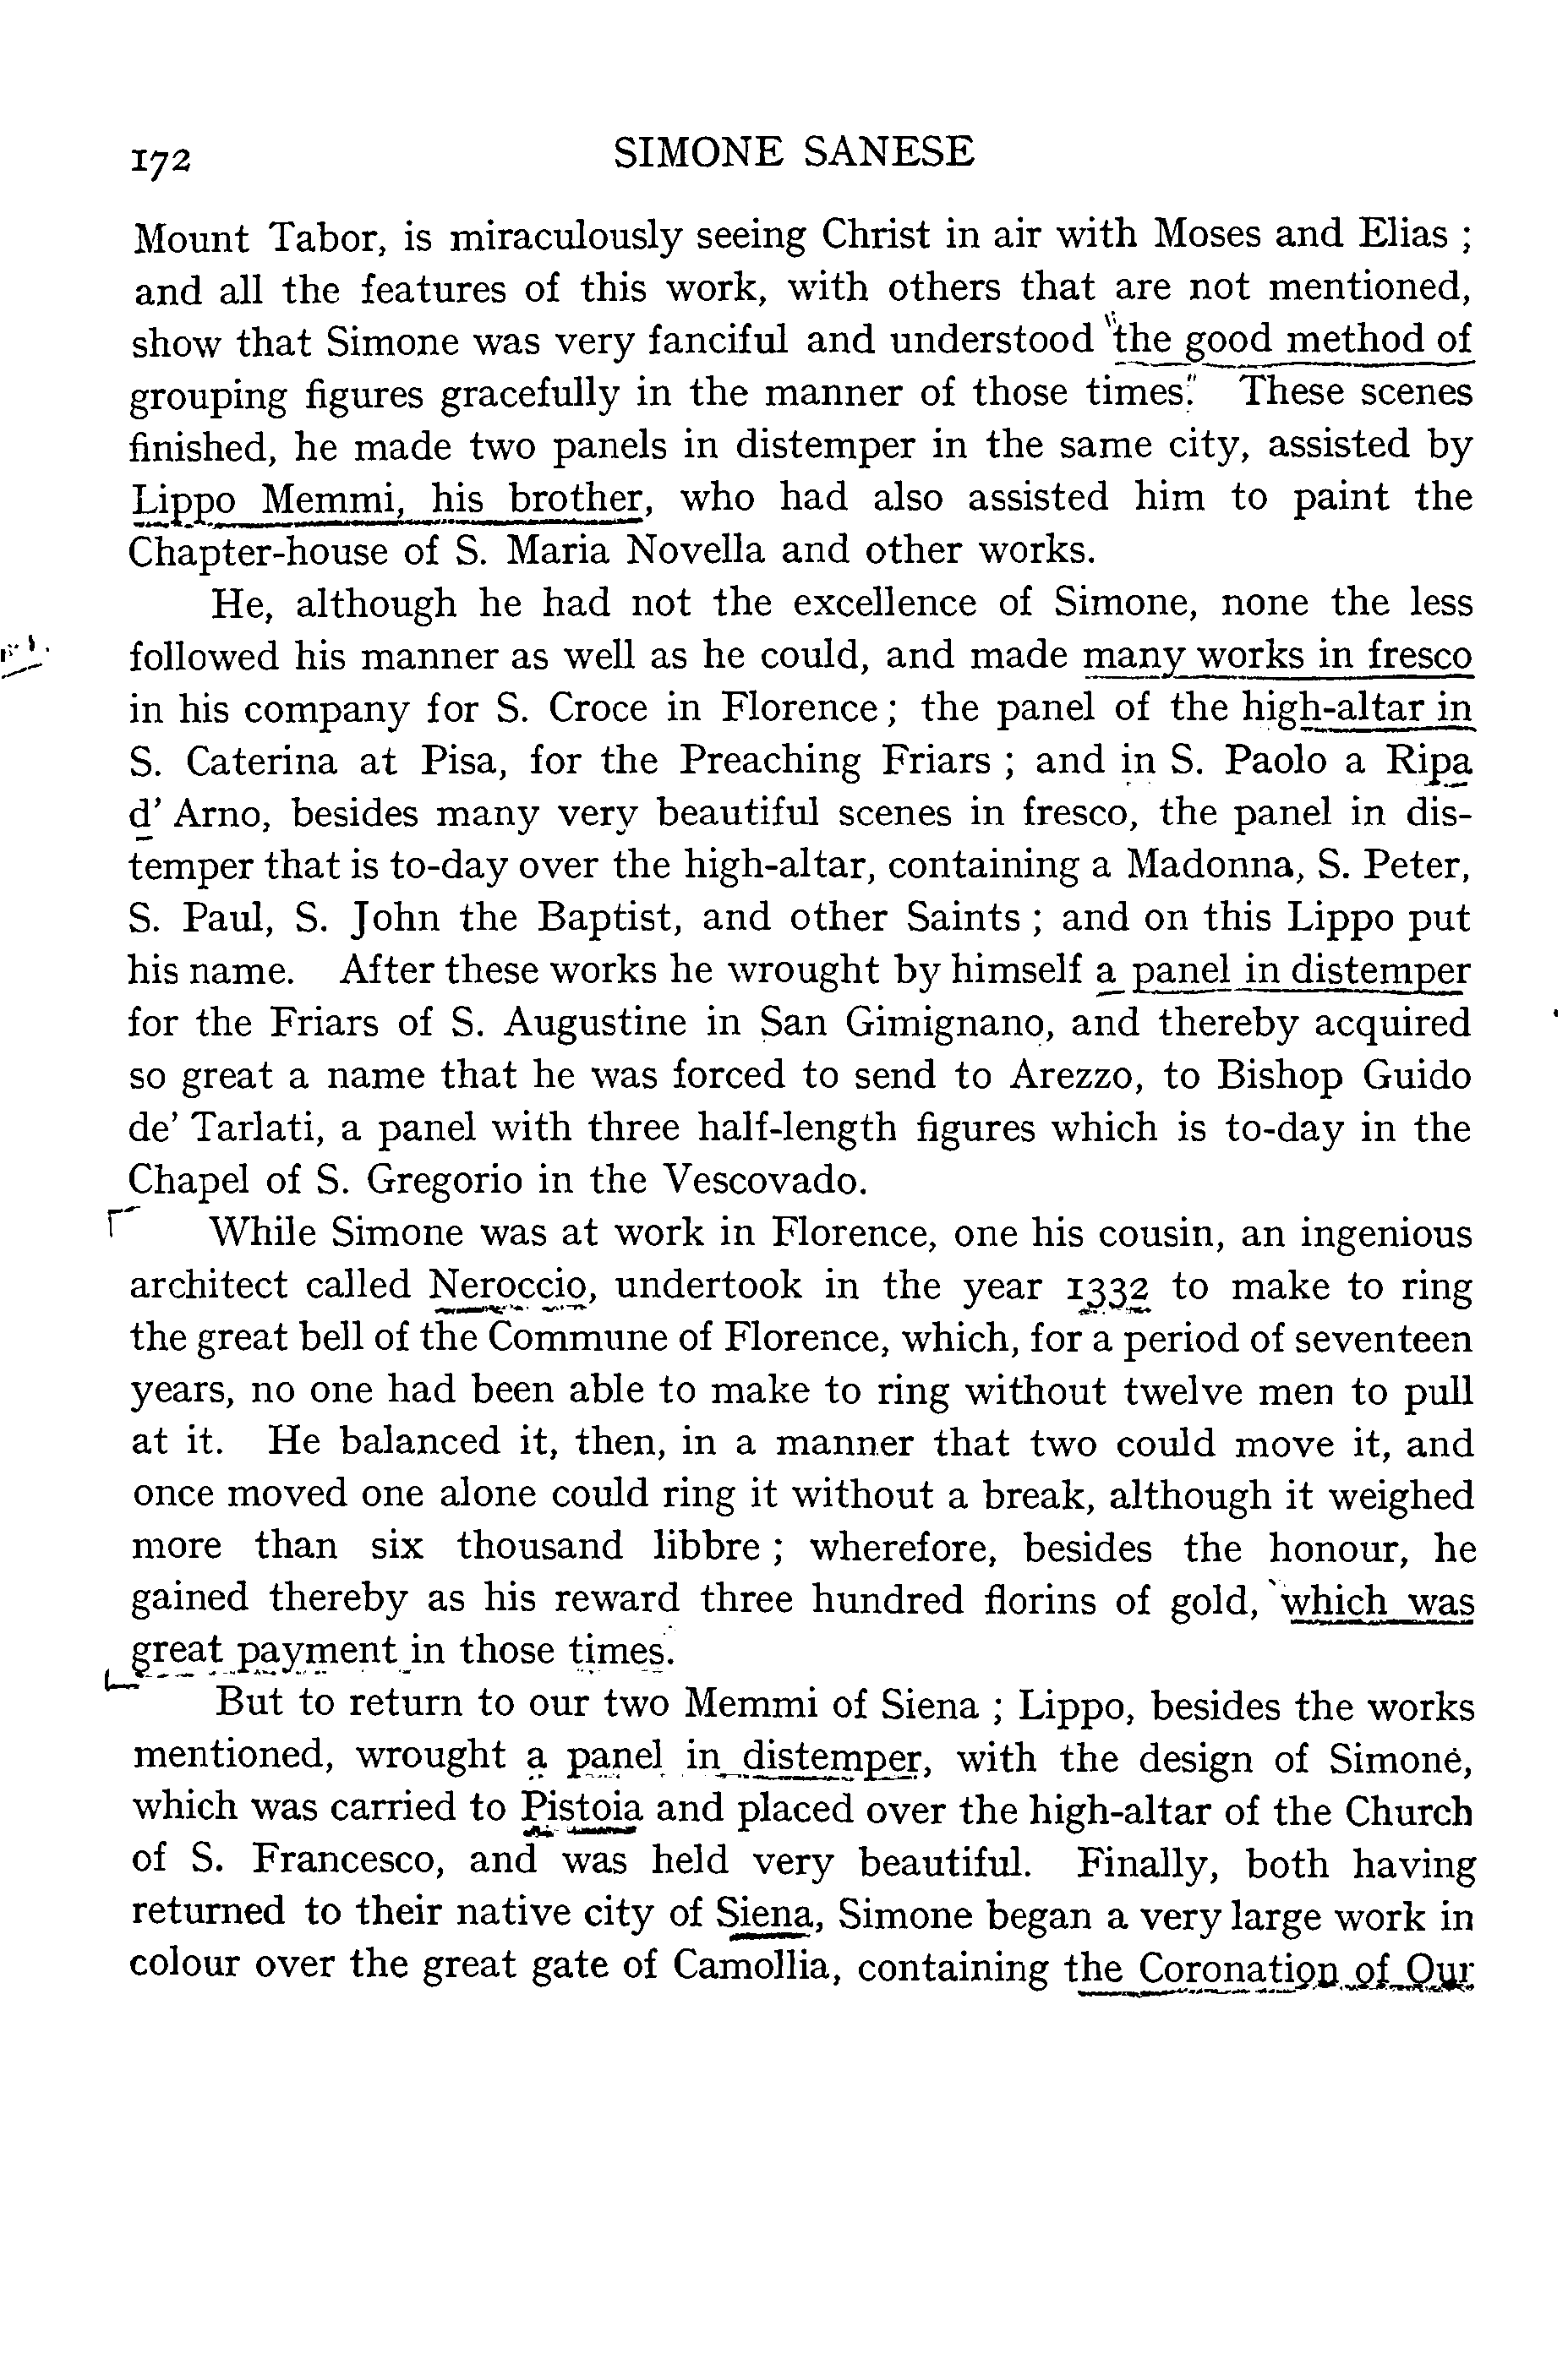 172 SIMONE SANESE
Mount Tabor, is miraculously seeing Christ in air with Moses and Elias ;
and all the features of this work, with others that are not mentioned,
show that Simone was very fanciful and understood "the good method of
grouping figures gracefully in the manner of those times." These scenes
finished, he made two panels in distemper in the same city, assisted by
Lippo Memmi, his brother, who had also assisted him to paint the
Chapter-house of S. Maria Novella and other works.
He, although he had not the excellence of Simone, none the less
followed his manner as well as he could, and made many works in fresco
in his company for S. Croce in Florence ; the panel of the high-altar in
S. Caterina at Pisa, for the Preaching Friars ; and in S. Paolo a Ripa
d' Arno, besides many very beautiful scenes in fresco, the panel in dis-
temper that is to-day over the high-altar, containing a Madonna, S. Peter,
S. Paul, S. John the Baptist, and other Saints ; and on this Lippo put
his name. After these works he wrought by himself a panel in distemper
for the Friars of S. Augustine in San Gimignano, and thereby acquired
so great a name that he was forced to send to Arezzo, to Bishop Guido
de' Tarlati, a panel with three half-length figures which is to-day in the
Chapel of S. Gregorio in the Vescovado.
While Simone was at work in Florence, one his cousin, an ingenious
architect called Neroccio, undertook in the year 1332 to make to ring
the great bell of the Commune of Florence, which, for a period of seventeen
years, no one had been able to make to ring without twelve men to pull
at it. He balanced it, then, in a manner that two could move it, and
once moved one alone could ring it without a break, although it weighed
more than six thousand libbre ; wherefore, besides the honour, he
gained thereby as his reward three hundred florins of gold, which was
great payment in those times.
But to return to our two Memmi of Siena ; Lippo, besides the works
mentioned, wrought a panel in distemper, with the design of Simone,
which was carried to Pistoia and placed over the high-altar of the Church
of S. Francesco, and was held very beautiful. Finally, both having
returned to their native city of Siena, Simone began a very large work in
colour over the great gate of Camollia, containing the Coronation of Our